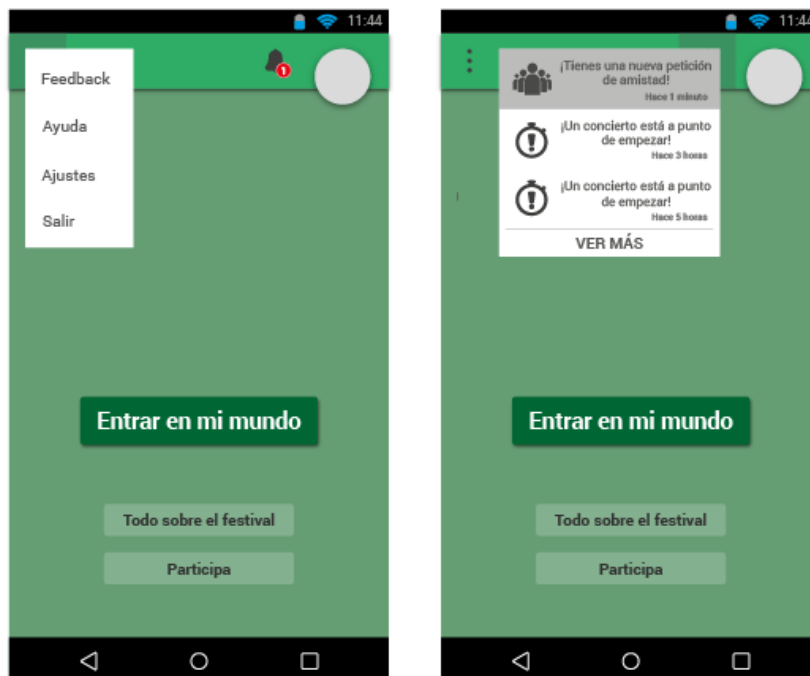 11:44
1
Feedback
Ayuda
Ajustes
Salir
Entrar en mi mundo
Todo sobre el festival
Participa
11:44
¡Tienes una nueva petición
de amistad!
Hace 1 minuto
¡Un concierto está a punto
de empezar!
Hace 3 horas
¡Un concierto está a punto
de empezar!
Hace 5 horas
VER MÁS
Entrar en mi mundo
Todo sobre el festival
Participa